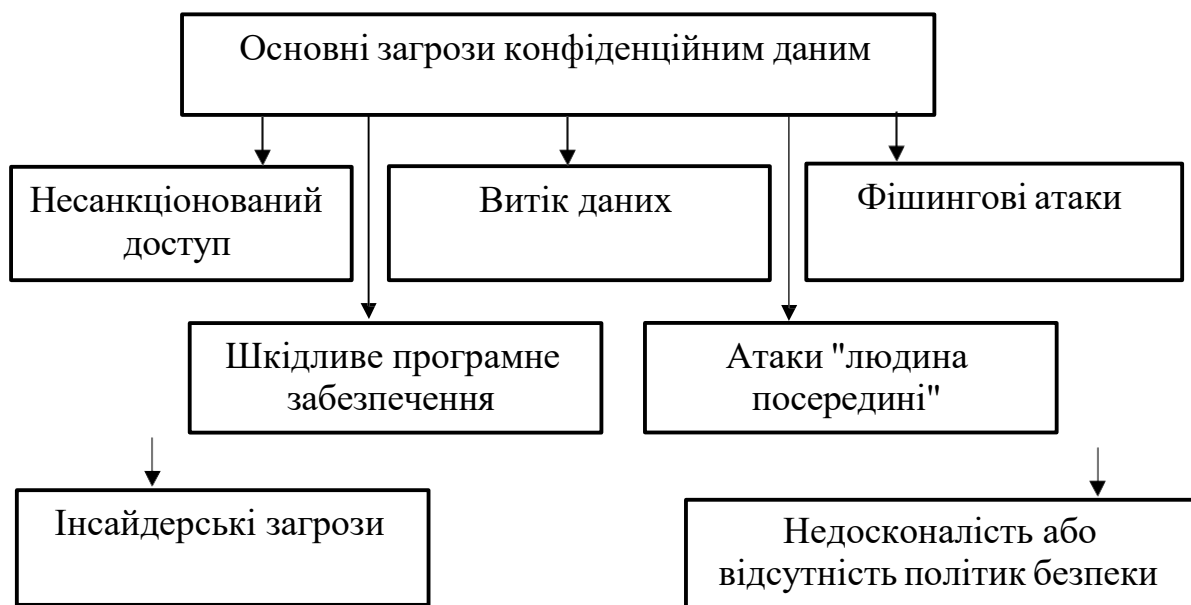 Основні загрози конфіденційним даним
Несанкціонований
доступ
Витік даних
Фішингові атаки
Шкідливе програмне
забезпечення
Атаки "людина
посередині"
Інсайдерські загрози
Недосконалість або
відсутність політик безпеки